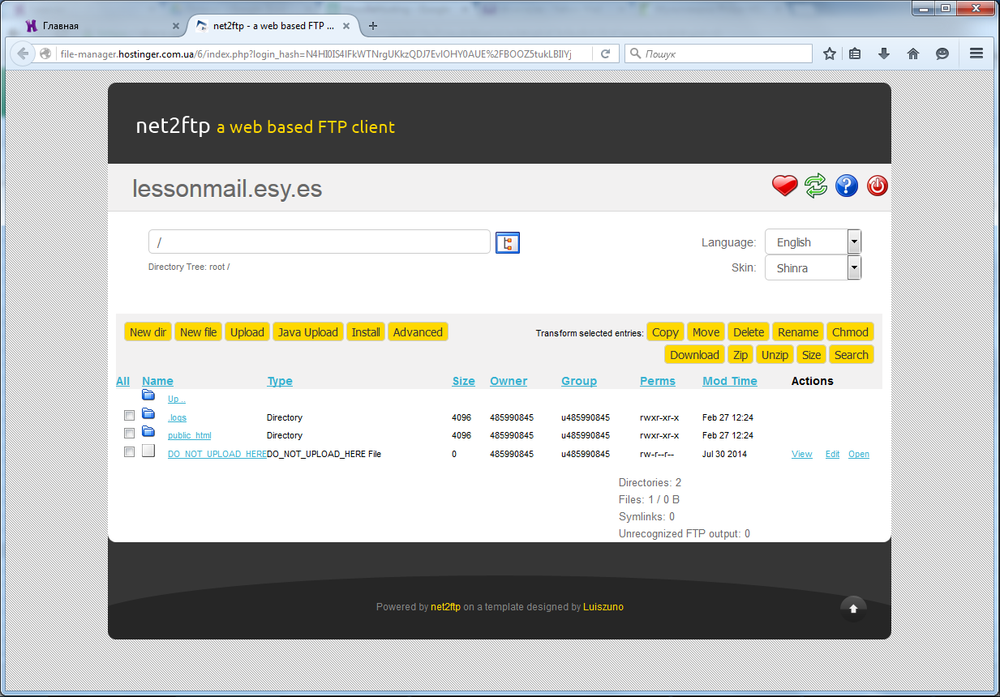 Главная
net2ftp - a web based FTP ...
file-manager.hostinger.com.ua/6/index.php?login_hash=N4HI0IS4IFkWTNrgUKkzQDJ7EvIOHY0AUE%2FBOOZ5tukLBIlYj
Пошук
net2ftp a web based FTP client
lessonmail.esy.es
/
Directory Tree: root /
Language: English
Skin: Shinra
New dir New file Upload Java Upload Install Advanced
Transform selected entries: Copy Move Delete Rename Chmod
Download Zip Unzip Size Search
All Name Type Size Owner Group Perms Mod Time Actions
Up ..
.logs Directory 4096 485990845 u485990845 rwxr-xr-x Feb 27 12:24
public_html Directory 4096 485990845 u485990845 rwxr-xr-x Feb 27 12:24
DO_NOT_UPLOAD_HERE DO_NOT_UPLOAD_HERE File 0 485990845 u485990845 rw-r--r-- Jul 30 2014 View Edit Open
Directories: 2
Files: 1 / 0 B
Symlinks: 0
Unrecognized FTP output: 0
Powered by net2ftp on a template designed by Luiszuno